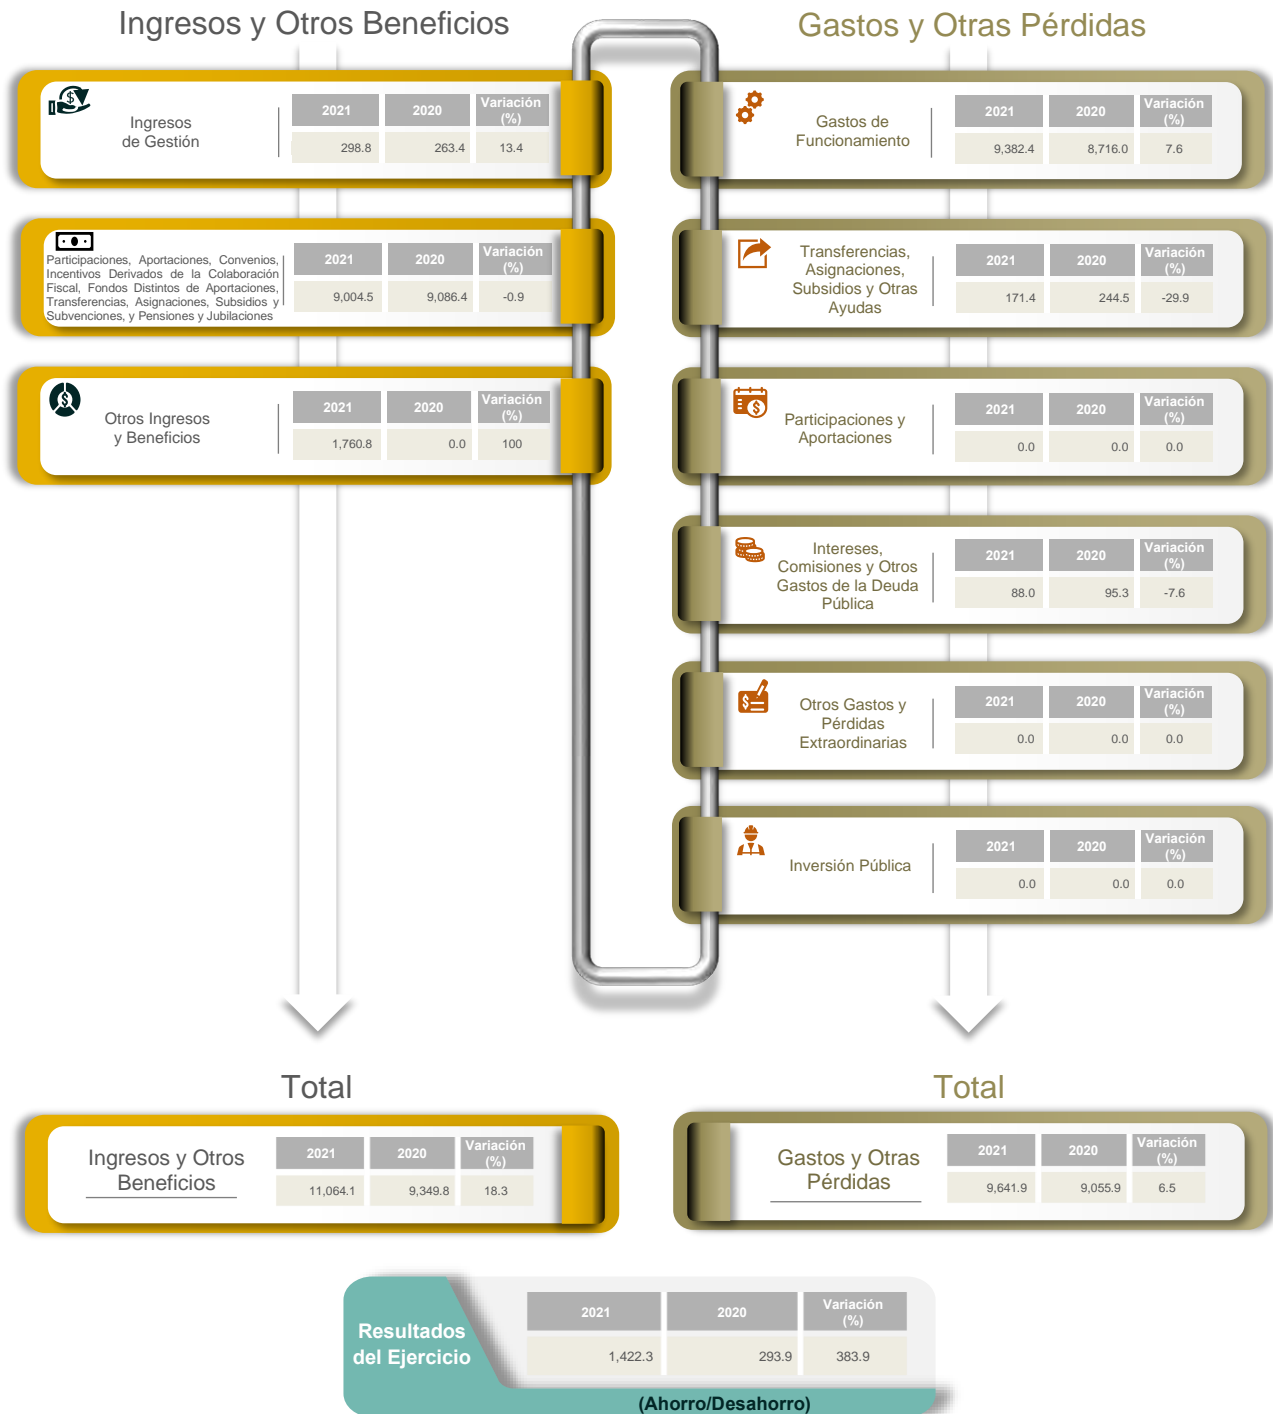 Ingresos y Otros Beneficios
Ingresos
de Gestión
2021 2020 Variación
(%)
298.8 263.4 13.4
Participaciones, Aportaciones, Convenios,
Incentivos Derivados de la Colaboración
Fiscal, Fondos Distintos de Aportaciones,
Transferencias, Asignaciones, Subsidios y
Subvenciones, y Pensiones y Jubilaciones
2021 2020 Variación
(%)
9,004.5 9,086.4 -0.9
Otros Ingresos
y Beneficios
2021 2020 Variación
(%)
1,760.8 0.0 100
Gastos y Otras Pérdidas
Gastos de
Funcionamiento
2021 2020 Variación
(%)
9,382.4 8,716.0 7.6
Transferencias,
Asignaciones,
Subsidios y Otras
Ayudas
2021 2020 Variación
(%)
171.4 244.5 -29.9
Participaciones y
Aportaciones
2021 2020 Variación
(%)
0.0 0.0 0.0
Intereses,
Comisiones y Otros
Gastos de la Deuda
Pública
2021 2020 Variación
(%)
88.0 95.3 -7.6
Otros Gastos y
Pérdidas
Extraordinarias
2021 2020 Variación
(%)
0.0 0.0 0.0
Inversión Pública
2021 2020 Variación
(%)
0.0 0.0 0.0
Total
Ingresos y Otros
Beneficios
2021 2020 Variación
(%)
11,064.1 9,349.8 18.3
Total
Gastos y Otras
Pérdidas
2021 2020 Variación
(%)
9,641.9 9,055.9 6.5
Resultados
del Ejercicio
2021 2020 Variación
(%)
1,422.3 293.9 383.9
(Ahorro/Desahorro)